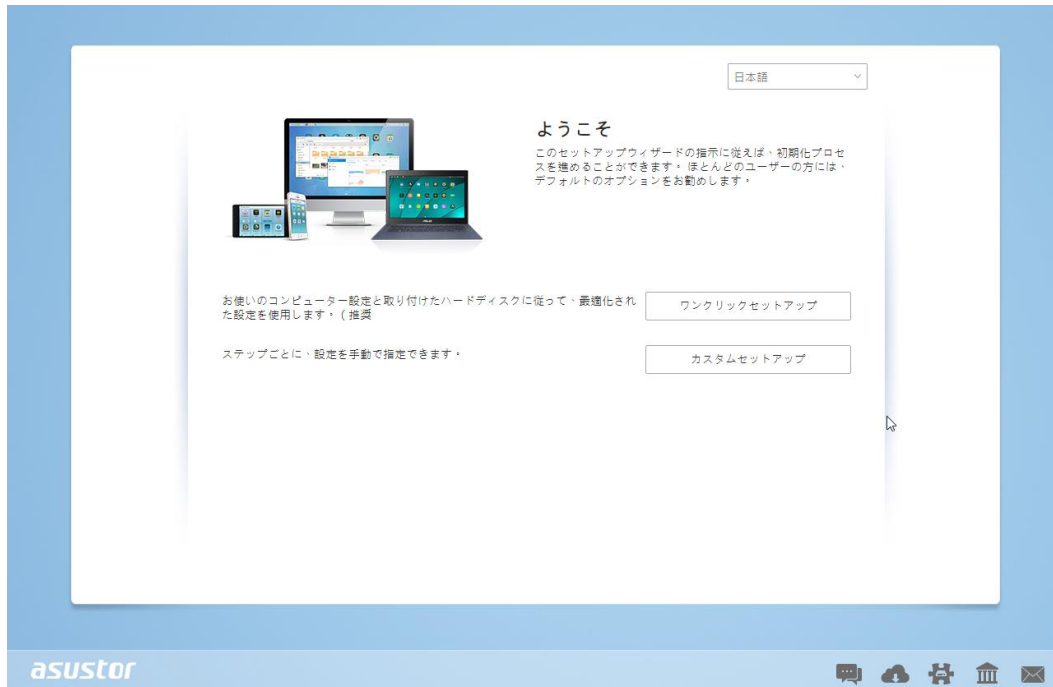 日本語
ようこそ
このセットアップウィザードの指示に従えば、初期化プロセ
スを進めることができます。ほとんどのユーザーの方には、
デフォルトのオプションをお勧めします。
お使いのコンピューター設定と取り付けたハードディスクに従って、最適化され
た設定を使用します。(推奨
ワンクリックセットアップ
ステップごとに、設定を手動で指定できます。
カスタムセットアップ
asustor